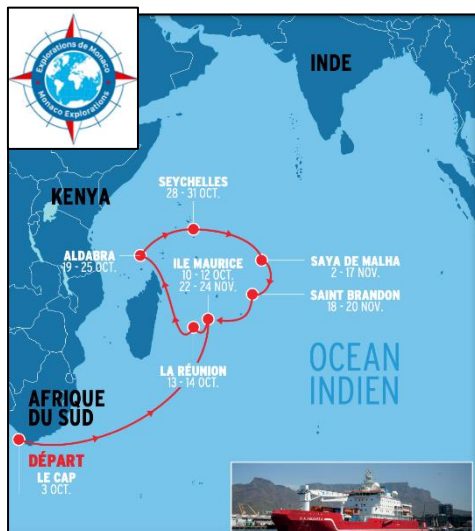 Explorations de Monaco
Monaco Explorations
INDE
KENYA
SEYCHELLES
28 - 31 OCT.
ALDABRA
19 - 25 OCT.
ILE MAURICE
10 - 12 OCT.
22 - 24 NOV.
SAYA DE MALHA
2 - 17 NOV.
SAINT BRANDON
18 - 20 NOV.
LA RÉUNION
13 - 14 OCT.
OCEAN
INDIEN
AFRIQUE
DU SUD
DÉPART
LE CAP
3 OCT.